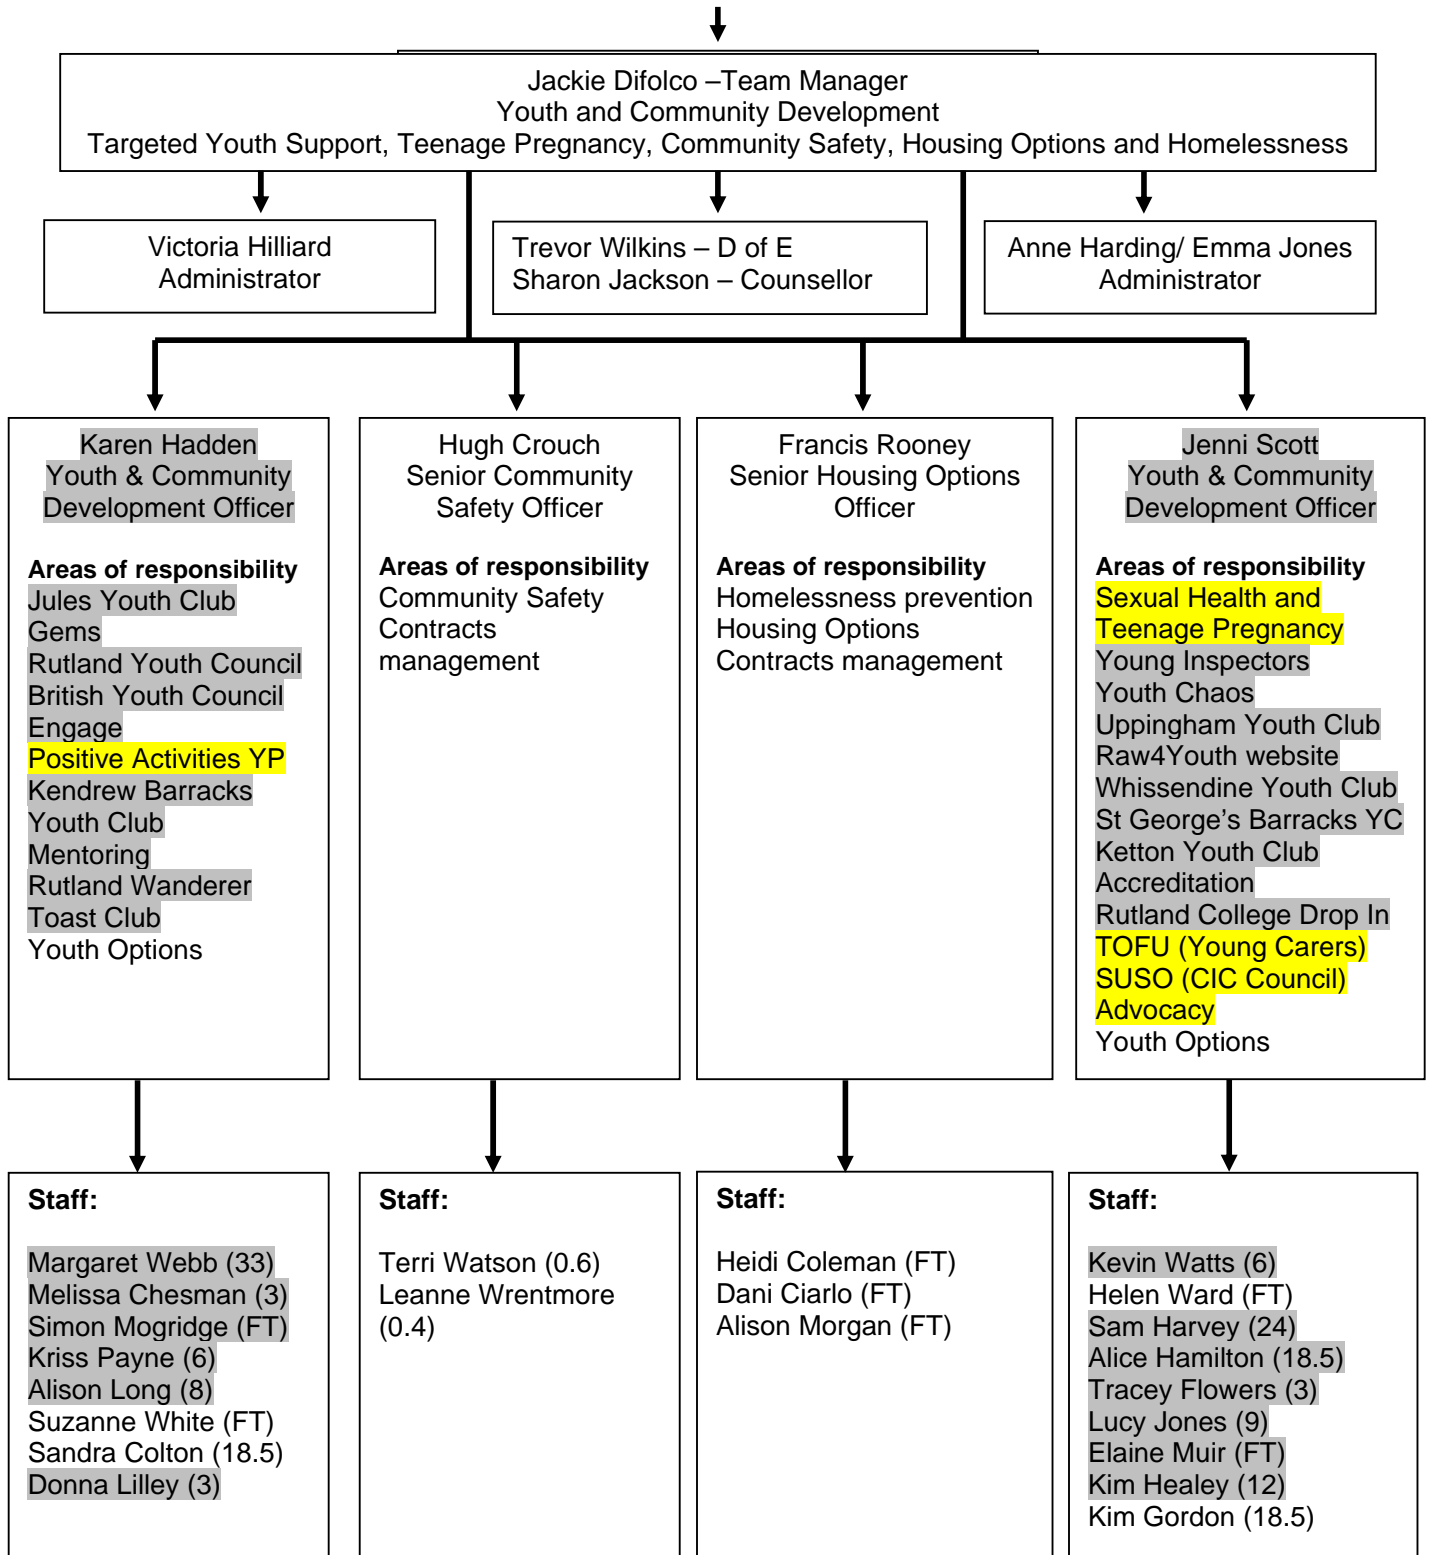 Jackie Difolco –Team Manager
Youth and Community Development
Targeted Youth Support, Teenage Pregnancy, Community Safety, Housing Options and Homelessness
Victoria Hilliard
Administrator
Trevor Wilkins – D of E
Sharon Jackson – Counsellor
Anne Harding/ Emma Jones
Administrator
Karen Hadden
Youth & Community
Development Officer
Areas of responsibility
Jules Youth Club
Gems
Rutland Youth Council
British Youth Council
Engage
Positive Activities YP
Kendrew Barracks
Youth Club
Mentoring
Rutland Wanderer
Toast Club
Youth Options
Hugh Crouch
Senior Community
Safety Officer
Areas of responsibility
Community Safety
Contracts
management
Francis Rooney
Senior Housing Options
Officer
Areas of responsibility
Homelessness prevention
Housing Options
Contracts management
Jenni Scott
Youth & Community
Development Officer
Areas of responsibility
Sexual Health and
Teenage Pregnancy
Young Inspectors
Youth Chaos
Uppingham Youth Club
Raw4Youth website
Whissendine Youth Club
St George’s Barracks YC
Ketton Youth Club
Accreditation
Rutland College Drop In
TOFU (Young Carers)
SUSO (CIC Council)
Advocacy
Youth Options
Staff:
Margaret Webb (33)
Melissa Chesman (3)
Simon Mogridge (FT)
Kriss Payne (6)
Alison Long (8)
Suzanne White (FT)
Sandra Colton (18.5)
Donna Lilley (3)
Staff:
Terri Watson (0.6)
Leanne Wrentmore
(0.4)
Staff:
Heidi Coleman (FT)
Dani Ciarlo (FT)
Alison Morgan (FT)
Staff:
Kevin Watts (6)
Helen Ward (FT)
Sam Harvey (24)
Alice Hamilton (18.5)
Tracey Flowers (3)
Lucy Jones (9)
Elaine Muir (FT)
Kim Healey (12)
Kim Gordon (18.5)